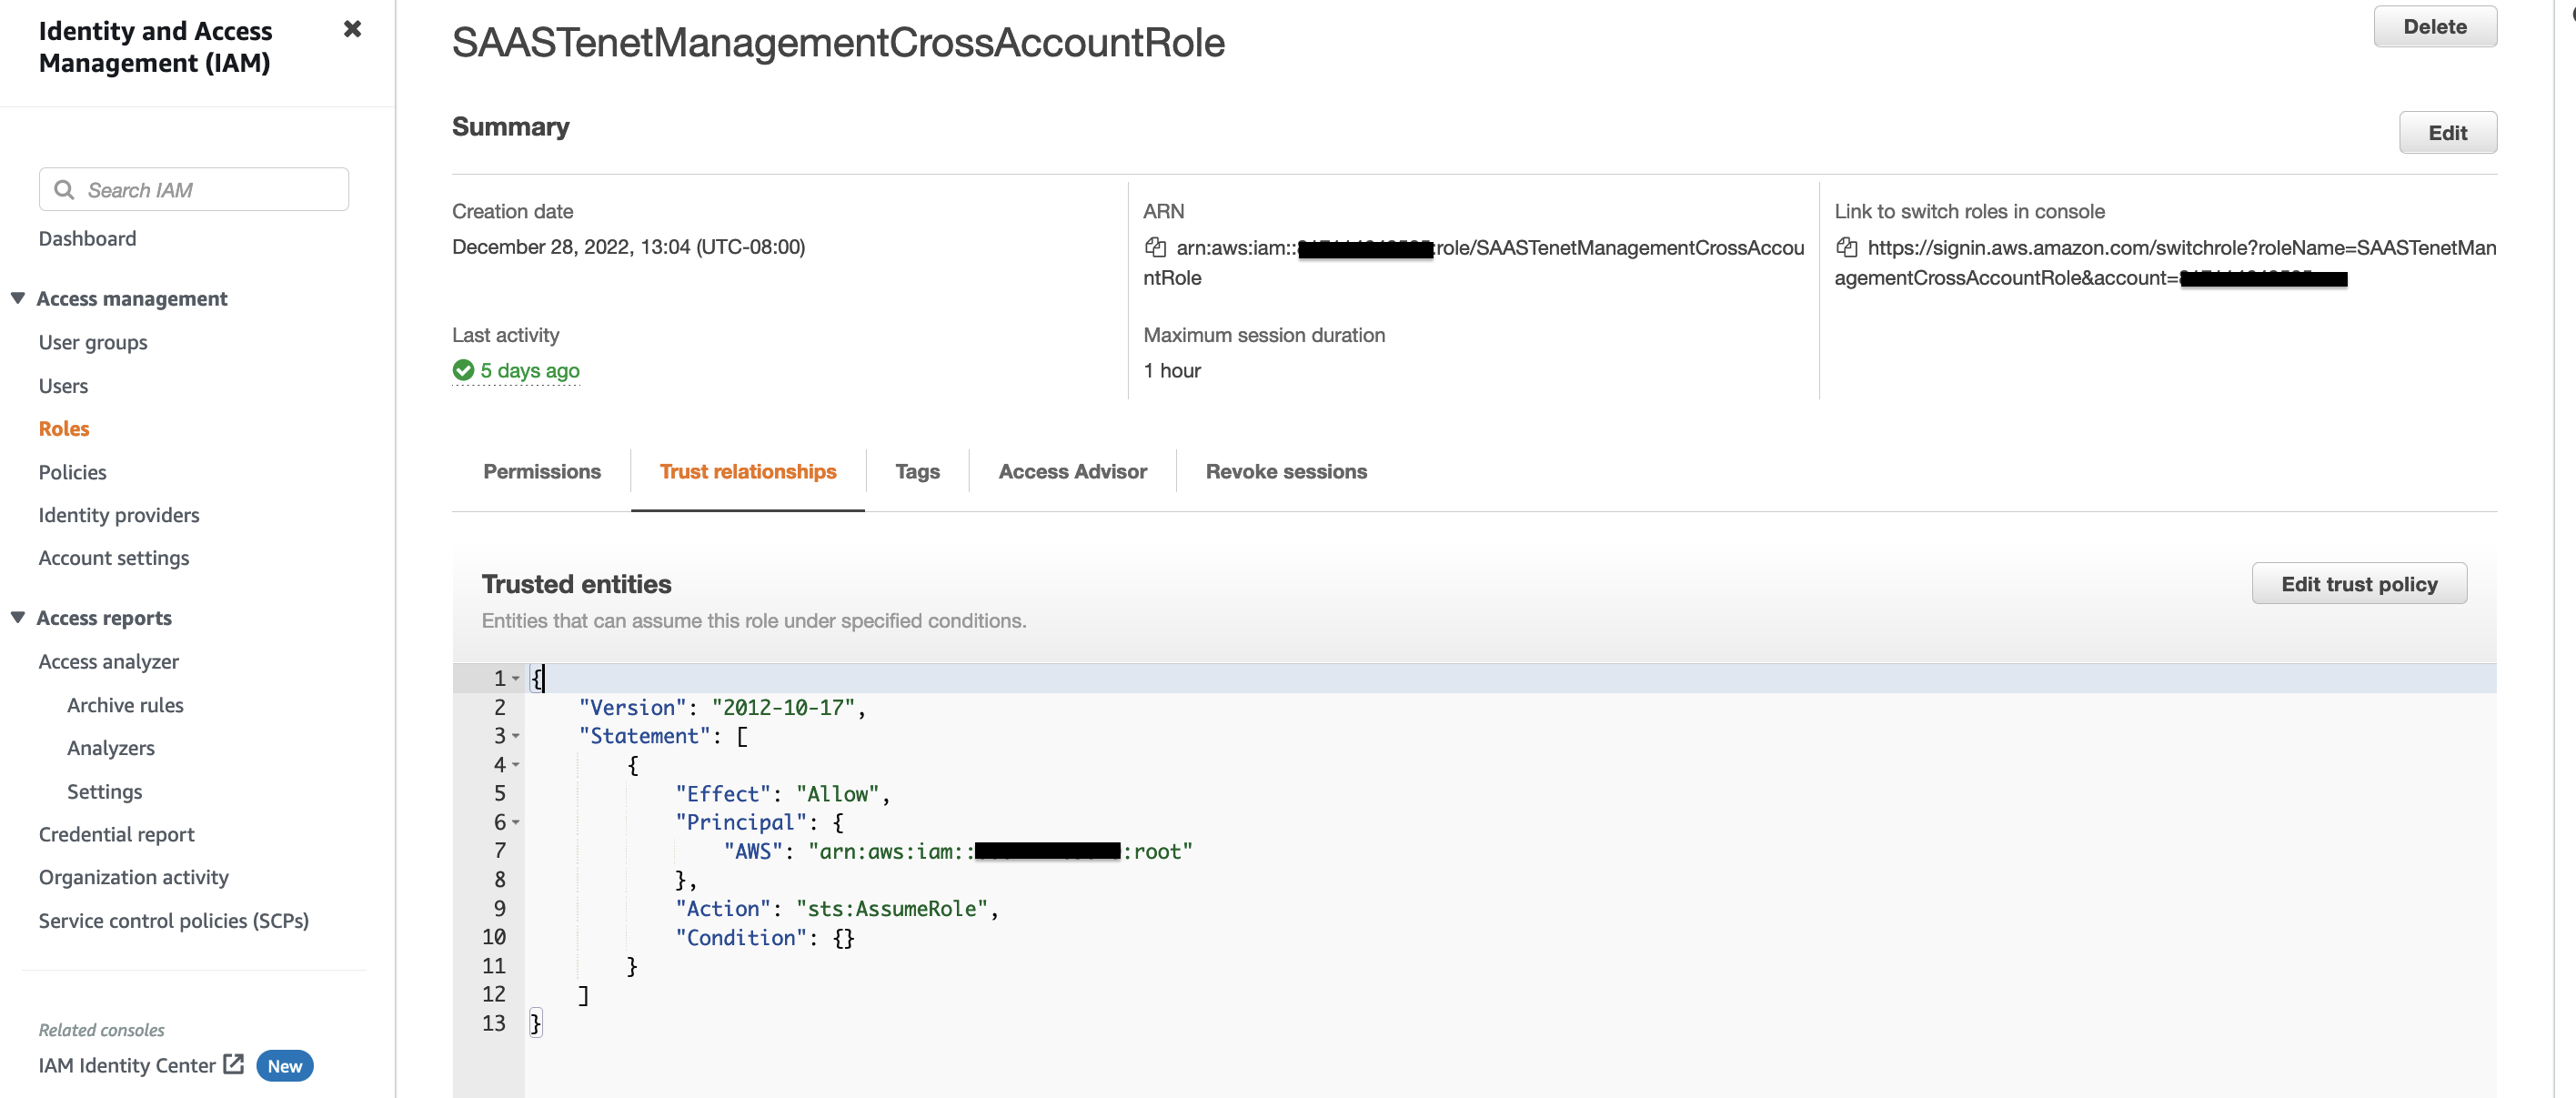 Identity and Access
Management (IAM)
Search IAM
Dashboard
Access management
User groups
Users
Roles
Policies
Identity providers
Account settings
Access reports
Access analyzer
Archive rules
Analyzers
Settings
Credential report
Organization activity
Service control policies (SCPs)
Related consoles
IAM Identity Center New
SAASTenetManagementCrossAccountRole
Delete
Summary
Edit
Creation date
December 28, 2022, 13:04 (UTC-08:00)
ARN
arn:aws:iam:: :role/SAASTenetManagementCrossAccou
ntRole
Link to switch roles in console
https://signin.aws.amazon.com/switchrole?roleName=SAASTenetMan
agementCrossAccountRole&account=
Last activity
5 days ago
Maximum session duration
1 hour
Permissions
Trust relationships
Tags
Access Advisor
Revoke sessions
Trusted entities
Edit trust policy
Entities that can assume this role under specified conditions.
1 {
2 "Version": "2012-10-17",
3 "Statement": [
4 {
5 "Effect": "Allow",
6 "Principal": {
7 "AWS": "arn:aws:iam:: :root"
8 },
9 "Action": "sts:AssumeRole",
10 "Condition": {}
11 }
12 ]
13 }